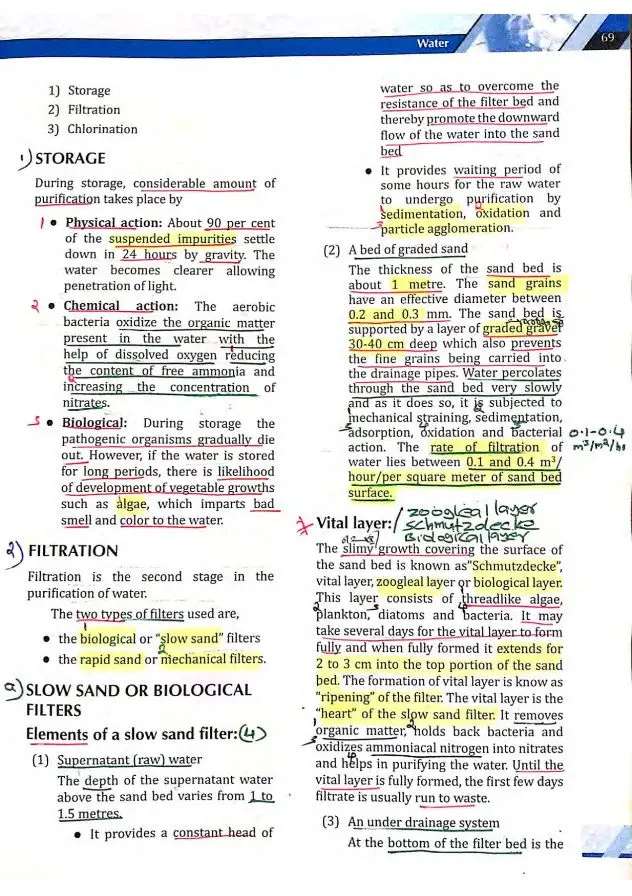 Water
69
1) Storage
2) Filtration
3) Chlorination
1) STORAGE
During storage, considerable amount of
purification takes place by
1 • Physical action: About 90 per cent
of the suspended impurities settle
down in 24 hours by gravity. The
water becomes clearer allowing
penetration of light.
2 • Chemical action: The aerobic
bacteria oxidize the organic matter
present in the water with the
help of dissolved oxygen reducing
the content of free ammonia and
increasing the concentration of
nitrates.
3 • Biological: During storage the
pathogenic organisms gradually die
out. However, if the water is stored
for long periods, there is likelihood
of development of vegetable growths
such as algae, which imparts bad
smell and color to the water.
2) FILTRATION
Filtration is the second stage in the
purification of water.
The two types of filters used are,
1
• the biological or "slow sand" filters
2
• the rapid sand or mechanical filters.
a) SLOW SAND OR BIOLOGICAL
FILTERS
Elements of a slow sand filter: (4)
(1) Supernatant (raw) water
The depth of the supernatant water
above the sand bed varies from 1 to
1.5 metres.
• It provides a constant head of
water so as to overcome the
resistance of the filter bed and
thereby promote the downward
flow of the water into the sand
bed
• It provides waiting period of
some hours for the raw water
to undergo purification by
sedimentation, oxidation and
particle agglomeration.
(2) A bed of graded sand
The thickness of the sand bed is
about 1 metre. The sand grains
have an effective diameter between
0.2 and 0.3 mm. The sand bed is
supported by a layer of graded gravel
30-40 cm deep which also prevents
the fine grains being carried into
the drainage pipes. Water percolates
through the sand bed very slowly
and as it does so, it is subjected to
mechanical straining, sedimentation,
adsorption, oxidation and bacterial
action. The rate of filtration of
water lies between 0.1 and 0.4 m³/
hour/per square meter of sand bed
surface.
0.1-0.4
m³/m²/hr
zoogleal layer
Vital layer: / schmutzdecke
Biological layer
The slimy growth covering the surface of
the sand bed is known as"Schmutzdecke",
vital layer, zoogleal layer or biological layer.
This layer consists of threadlike algae,
plankton, diatoms and bacteria. It may
take several days for the vital layer to form
fully and when fully formed it extends for
2 to 3 cm into the top portion of the sand
bed. The formation of vital layer is know as
"ripening" of the filter. The vital layer is the
"heart" of the slow sand filter. It removes
organic matter, holds back bacteria and
oxidizes ammoniacal nitrogen into nitrates
and helps in purifying the water. Until the
vital layer is fully formed, the first few days
filtrate is usually run to waste.
(3) An under drainage system
At the bottom of the filter bed is the